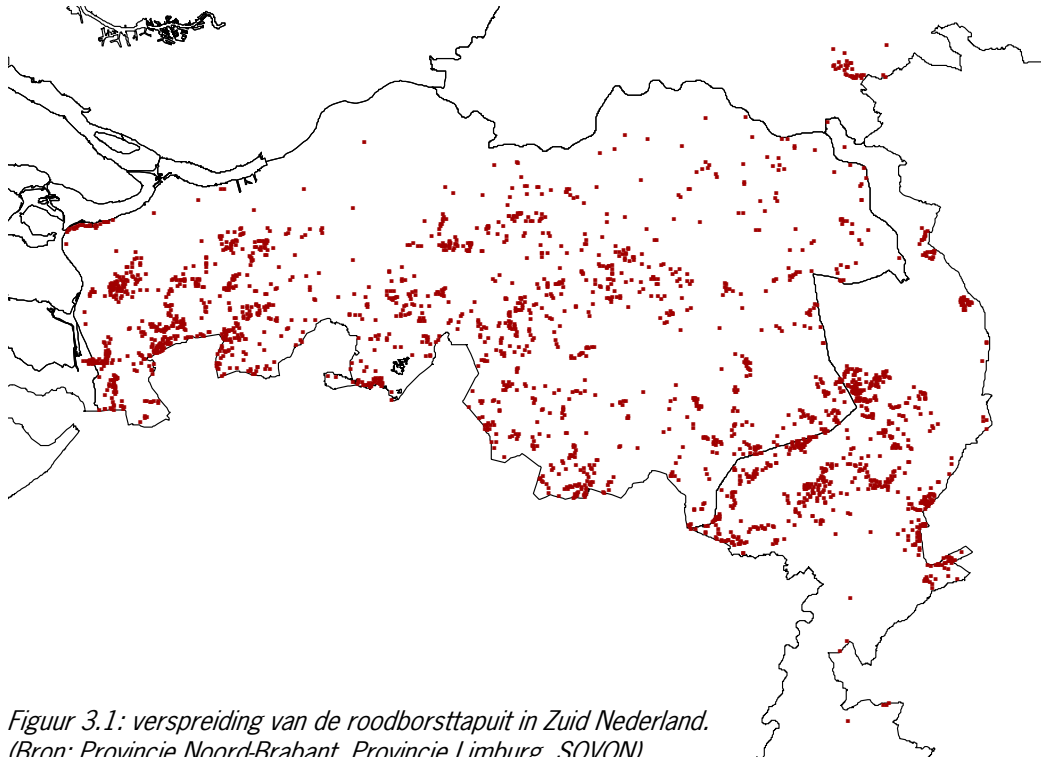 Figuur 3.1: verspreiding van de roodborsttapuit in Zuid Nederland.
(Bron: Provincie Noord-Brabant, Provincie Limburg, SOVON)